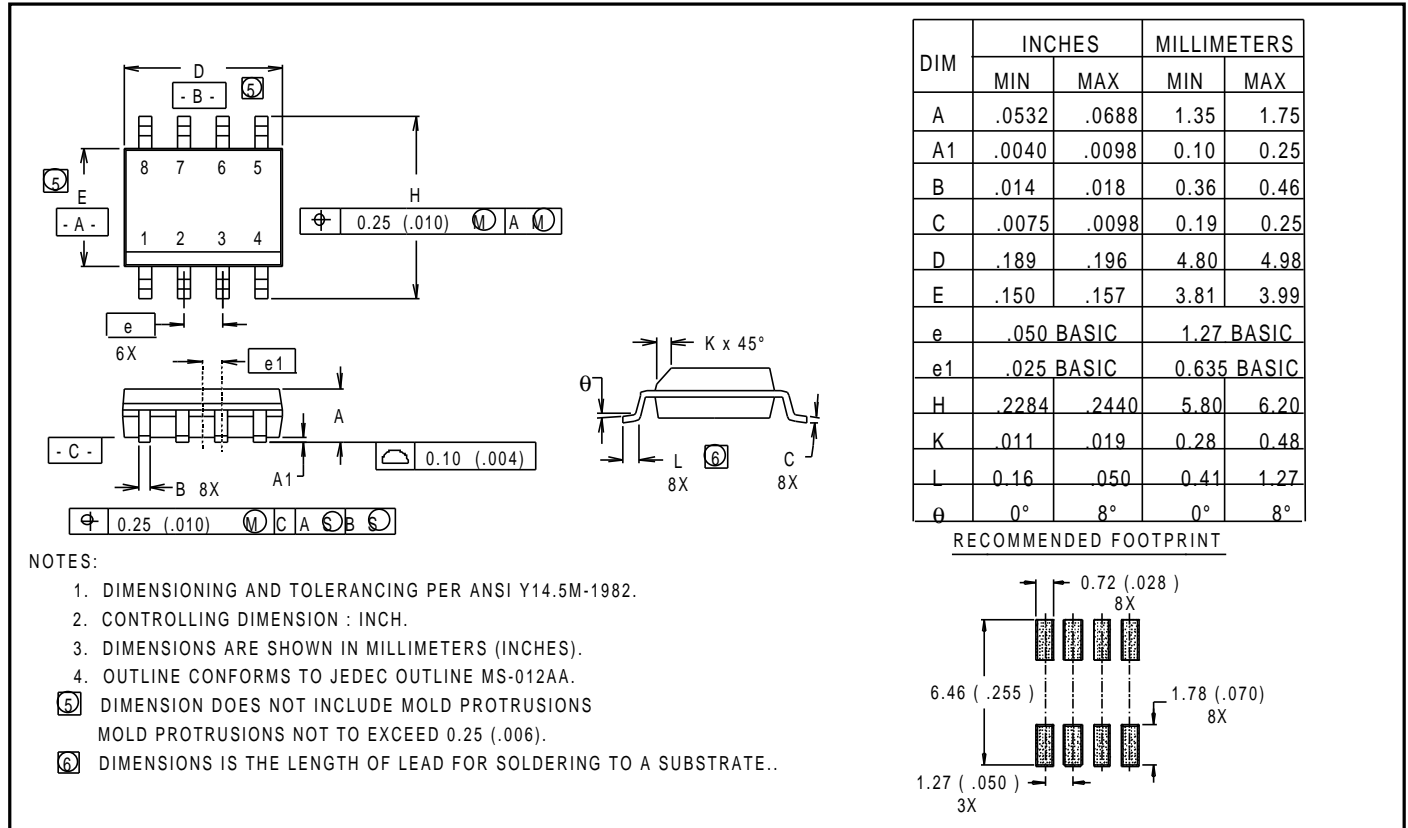 D
- B -
5
8 7 6 5
5
E
- A -
H
⌖ 0.25 (.010) Ⓜ A Ⓜ
1 2 3 4
e
6X
e1
K x 45°
θ
A
- C -
0.10 (.004)
A1
B 8X
L 6
8X
C
8X
⌖ 0.25 (.010) Ⓜ C A Ⓢ B Ⓢ
DIM INCHES MILLIMETERS
MIN MAX MIN MAX
A .0532 .0688 1.35 1.75
A1 .0040 .0098 0.10 0.25
B .014 .018 0.36 0.46
C .0075 .0098 0.19 0.25
D .189 .196 4.80 4.98
E .150 .157 3.81 3.99
e .050 BASIC 1.27 BASIC
e1 .025 BASIC 0.635 BASIC
H .2284 .2440 5.80 6.20
K .011 .019 0.28 0.48
L 0.16 .050 0.41 1.27
θ 0° 8° 0° 8°
NOTES:
1. DIMENSIONING AND TOLERANCING PER ANSI Y14.5M-1982.
2. CONTROLLING DIMENSION : INCH.
3. DIMENSIONS ARE SHOWN IN MILLIMETERS (INCHES).
4. OUTLINE CONFORMS TO JEDEC OUTLINE MS-012AA.
5 DIMENSION DOES NOT INCLUDE MOLD PROTRUSIONS
MOLD PROTRUSIONS NOT TO EXCEED 0.25 (.006).
6 DIMENSIONS IS THE LENGTH OF LEAD FOR SOLDERING TO A SUBSTRATE..
RECOMMENDED FOOTPRINT
0.72 (.028 )
8X
6.46 ( .255 )
1.78 (.070)
8X
1.27 ( .050 )
3X